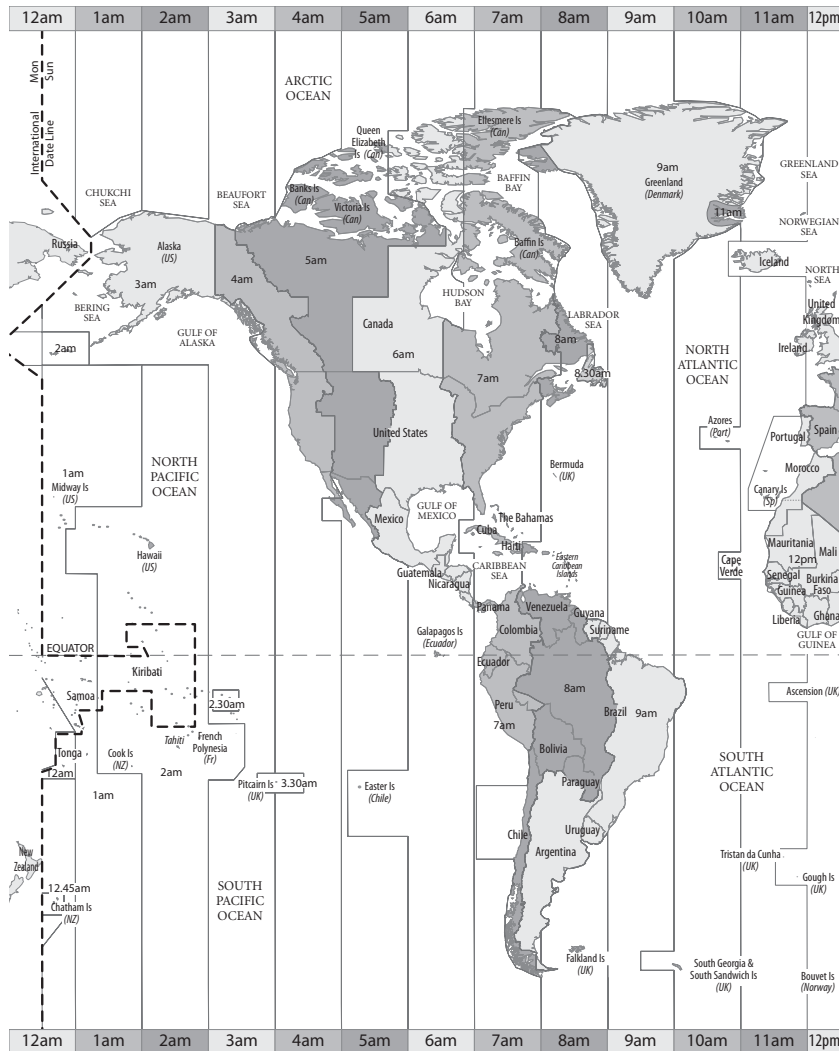 12am 1am 2am 3am 4am 5am 6am 7am 8am 9am 10am 11am 12pm
Mon
Sun
International
Date Line
ARCTIC
OCEAN
Queen
Elizabeth
Is (Can)
Ellesmere Is
(Can)
9am
Greenland
(Denmark)
GREENLAND
SEA
CHUKCHI
SEA
BEAUFORT
SEA
Banks Is
(Can)
Victoria Is
(Can)
BAFFIN
BAY
11am
NORWEGIAN
SEA
Russia
Alaska
(US)
3am
4am
5am
Baffin Is
(Can)
Iceland
NORTH
SEA
BERING
SEA
GULF OF
ALASKA
HUDSON
BAY
LABRADOR
SEA
United
Kingdom
Ireland
2am
Canada
6am
7am
8am
8.30am
NORTH
ATLANTIC
OCEAN
United States
Azores
(Port)
Portugal
Spain
1am
Midway Is
(US)
NORTH
PACIFIC
OCEAN
Bermuda
(UK)
Morocco
Canary Is
(Sp)
Hawaii
(US)
Mexico
GULF OF
MEXICO
The Bahamas
Cuba
Haiti
Eastern
Caribbean
Islands
CARIBBEAN
SEA
Guatemala
Nicaragua
Cape
Verde
Mauritania
12pm
Mali
Senegal
Guinea
Burkina
Faso
Liberia
Ghana
GULF OF
GUINEA
Panama
Venezuela
Guyana
Suriname
Colombia
Galapagos Is
(Ecuador)
EQUATOR
Kiribati
Ecuador
Samoa
2.30am
8am
Peru
7am
Brazil
9am
Ascension (UK)
Tonga
12am
Cook Is
(NZ)
1am
Tahiti
French
Polynesia
(Fr)
2am
Pitcairn Is
(UK)
3.30am
Easter Is
(Chile)
Bolivia
Paraguay
SOUTH
ATLANTIC
OCEAN
New
Zealand
12.45am
Chatham Is
(NZ)
SOUTH
PACIFIC
OCEAN
Chile
Uruguay
Argentina
Tristan da Cunha
(UK)
Gough Is
(UK)
Falkland Is
(UK)
South Georgia &
South Sandwich Is
(UK)
Bouvet Is
(Norway)
12am 1am 2am 3am 4am 5am 6am 7am 8am 9am 10am 11am 12pm